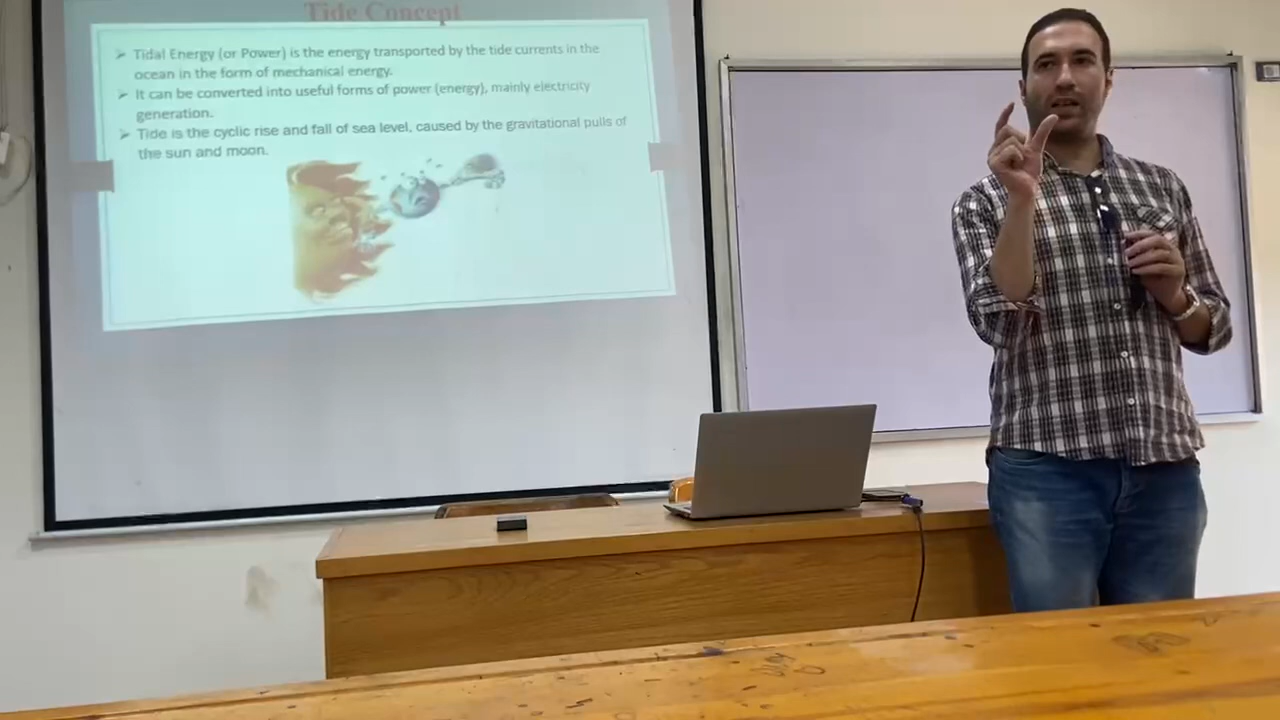 Tide Concept
➢ Tidal Energy (or Power) is the energy transported by the tide currents in the
ocean in the form of mechanical energy.
➢ It can be converted into useful forms of power (energy), mainly electricity
generation.
➢ Tide is the cyclic rise and fall of sea level, caused by the gravitational pulls of
the sun and moon.